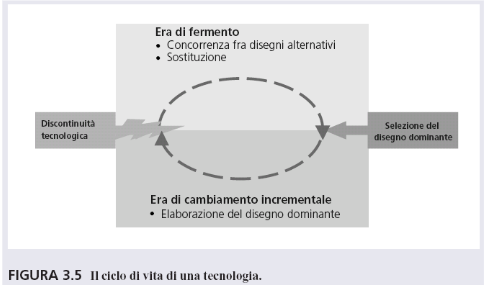 Era di fermento
• Concorrenza fra disegni alternativi
• Sostituzione
Discontinuità
tecnologica
Selezione del
disegno dominante
Era di cambiamento incrementale
• Elaborazione del disegno dominante
FIGURA 3.5 Il ciclo di vita di una tecnologia.